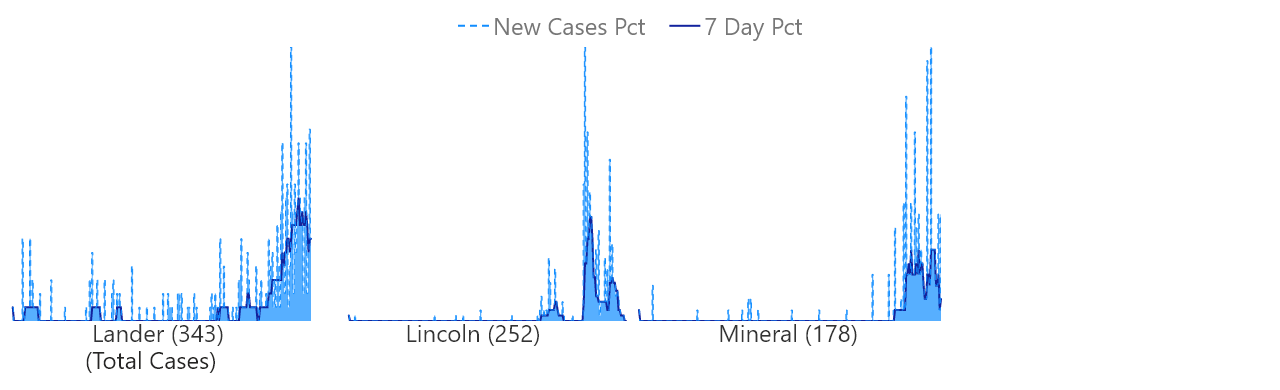 New Cases Pct 7 Day Pct
Lander (343) Lincoln (252) Mineral (178)
(Total Cases)